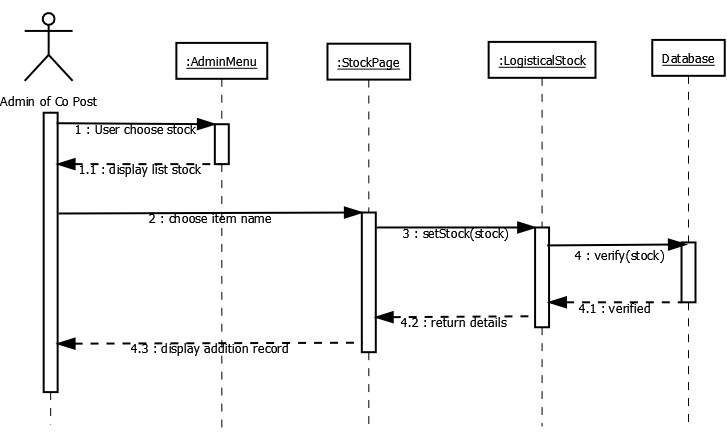 :AdminMenu
:StockPage
:LogisticalStock
Database
Admin of Co Post
1 : User choose stock
1.1 : display list stock
2 : choose item name
3 : setStock(stock)
4 : verify(stock)
4.1 : verified
4.2 : return details
4.3 : display addition record